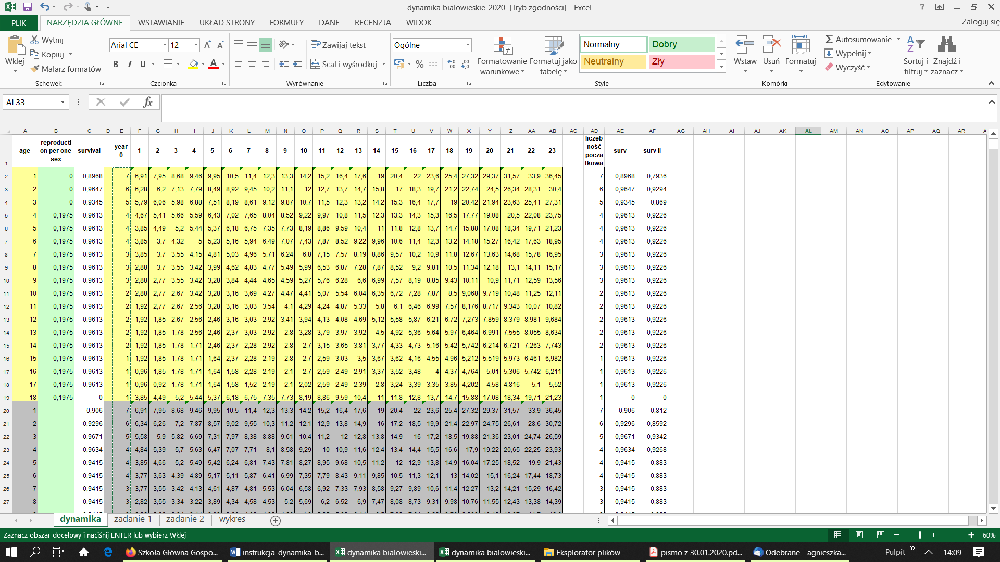 dynamika bialowieskie_2020 [Tryb zgodności] - Excel
PLIK NARZĘDZIA GŁÓWNE WSTAWIANIE UKŁAD STRONY FORMUŁY DANE RECENZJA WIDOK Zaloguj się
Wklej
Wytnij
Kopiuj
Malarz formatów
Schowek
Arial CE 12
B I U
Czcionka
Zawijaj tekst
Scal i wyśrodkuj
Wyrównanie
Ogólne
% 000
Liczba
Formatowanie warunkowe
Formatuj jako tabelę
Normalny Dobry
Neutralny Zły
Style
Wstaw Usuń Formatuj
Komórki
Autosumowanie
Wypełnij
Wyczyść
Sortuj i filtruj
Znajdź i zaznacz
Edytowanie
AL33
A B C D E F G H I J K L M N O P Q R S T U V W X Y Z AA AB AC AD AE AF AG AH AI AJ AK AL AM AN AO AP AQ AR
1 age reproducti on per one sex survival year 0 1 2 3 4 5 6 7 8 9 10 11 12 13 14 15 16 17 18 19 20 21 22 23 liczeb ność pocza tkowa surv surv II
2 1 0 0,8968 7 6,91 7,95 8,68 9,46 9,95 10,5 11,4 12,3 13,3 14,2 15,2 16,4 17,6 19 20,4 22 23,6 25,4 27,32 29,37 31,57 33,9 36,45 7 0,8968 0,7936
3 2 0 0,9647 6 6,28 6,2 7,13 7,79 8,49 8,92 9,45 10,2 11,1 12 12,7 13,7 14,7 15,8 17 18,3 19,7 21,2 22,74 24,5 26,34 28,31 30,4 6 0,9647 0,9294
4 3 0 0,9345 5 5,79 6,06 5,98 6,88 7,51 8,19 8,61 9,12 9,87 10,7 11,5 12,3 13,2 14,2 15,3 16,4 17,7 19 20,42 21,94 23,63 25,41 27,31 5 0,9345 0,869
5 4 0,1975 0,9613 4 4,67 5,41 5,66 5,59 6,43 7,02 7,65 8,04 8,52 9,22 9,97 10,8 11,5 12,3 13,3 14,3 15,3 16,5 17,77 19,08 20,5 22,08 23,75 4 0,9613 0,9226
6 5 0,1975 0,9613 4 3,85 4,49 5,2 5,44 5,37 6,18 6,75 7,35 7,73 8,19 8,86 9,59 10,4 11 11,8 12,8 13,7 14,7 15,88 17,08 18,34 19,71 21,23 4 0,9613 0,9226
7 6 0,1975 0,9613 4 3,85 3,7 4,32 5 5,23 5,16 5,94 6,49 7,07 7,43 7,87 8,52 9,22 9,96 10,6 11,4 12,3 13,2 14,18 15,27 16,42 17,63 18,95 4 0,9613 0,9226
8 7 0,1975 0,9613 3 3,85 3,7 3,55 4,15 4,81 5,03 4,96 5,71 6,24 6,8 7,15 7,57 8,19 8,86 9,57 10,2 10,9 11,8 12,67 13,63 14,68 15,78 16,95 3 0,9613 0,9226
9 8 0,1975 0,9613 3 2,88 3,7 3,55 3,42 3,99 4,62 4,83 4,77 5,49 5,99 6,53 6,87 7,28 7,87 8,52 9,2 9,81 10,5 11,34 12,18 13,1 14,11 15,17 3 0,9613 0,9226
10 9 0,1975 0,9613 3 2,88 2,77 3,55 3,42 3,28 3,84 4,44 4,65 4,59 5,27 5,76 6,28 6,6 6,99 7,57 8,19 8,85 9,43 10,11 10,9 11,71 12,59 13,56 3 0,9613 0,9226
11 10 0,1975 0,9613 2 2,88 2,77 2,67 3,42 3,28 3,16 3,69 4,27 4,47 4,41 5,07 5,54 6,04 6,35 6,72 7,28 7,87 8,5 9,068 9,719 10,48 11,25 12,11 2 0,9613 0,9226
12 11 0,1975 0,9613 2 1,92 2,77 2,67 2,56 3,28 3,16 3,03 3,54 4,1 4,29 4,24 4,87 5,33 5,8 6,1 6,46 6,99 7,57 8,176 8,717 9,343 10,07 10,82 2 0,9613 0,9226
13 12 0,1975 0,9613 2 1,92 1,85 2,67 2,56 2,46 3,16 3,03 2,92 3,41 3,94 4,13 4,08 4,69 5,12 5,58 5,87 6,21 6,72 7,273 7,859 8,379 8,981 9,684 2 0,9613 0,9226
14 13 0,1975 0,9613 2 1,92 1,85 1,78 2,56 2,46 2,37 3,03 2,92 2,8 3,28 3,79 3,97 3,92 4,5 4,92 5,36 5,64 5,97 6,464 6,991 7,555 8,055 8,634 2 0,9613 0,9226
15 14 0,1975 0,9613 2 1,92 1,85 1,78 1,71 2,46 2,37 2,28 2,92 2,8 2,7 3,15 3,65 3,81 3,77 4,33 4,73 5,16 5,42 5,742 6,214 6,721 7,263 7,743 2 0,9613 0,9226
16 15 0,1975 0,9613 1 1,92 1,85 1,78 1,71 1,64 2,37 2,28 2,19 2,8 2,7 2,59 3,03 3,5 3,67 3,62 4,16 4,55 4,96 5,212 5,519 5,973 6,461 6,982 1 0,9613 0,9226
17 16 0,1975 0,9613 1 0,96 1,85 1,78 1,71 1,64 1,58 2,28 2,19 2,1 2,7 2,59 2,49 2,91 3,37 3,52 3,48 4 4,37 4,764 5,01 5,306 5,742 6,211 1 0,9613 0,9226
18 17 0,1975 0,9613 1 0,96 0,92 1,78 1,71 1,64 1,58 1,52 2,19 2,1 2,02 2,59 2,49 2,39 2,8 3,24 3,39 3,35 3,85 4,202 4,58 4,816 5,1 5,52 1 0,9613 0,9226
19 18 0,1975 0 1 3,85 4,49 5,2 5,44 5,37 6,18 6,75 7,35 7,73 8,19 8,86 9,59 10,4 11 11,8 12,8 13,7 14,7 15,88 17,08 18,34 19,71 21,23 1 0 0
20 1 0,906 7 6,91 7,95 8,68 9,46 9,95 10,5 11,4 12,3 13,3 14,2 15,2 16,4 17,6 19 20,4 22 23,6 25,4 27,32 29,37 31,57 33,9 36,45 7 0,906 0,812
21 2 0,9296 6 6,34 6,26 7,2 7,87 8,57 9,02 9,55 10,3 11,2 12,1 12,9 13,8 14,9 16 17,2 18,5 19,9 21,4 22,97 24,75 26,61 28,6 30,72 6 0,9296 0,8592
22 3 0,9671 5 5,58 5,9 5,82 6,69 7,31 7,97 8,38 8,88 9,61 10,4 11,2 12 12,8 13,8 14,9 16 17,2 18,5 19,88 21,36 23,01 24,74 26,59 5 0,9671 0,9342
23 4 0,9634 4 4,84 5,39 5,7 5,63 6,47 7,07 7,71 8,1 8,58 9,29 10 10,9 11,6 12,4 13,4 14,4 15,5 16,6 17,9 19,22 20,65 22,25 23,93 4 0,9634 0,9268
24 5 0,9415 4 3,85 4,66 5,2 5,49 5,42 6,24 6,81 7,43 7,81 8,27 8,95 9,68 10,5 11,2 12 12,9 13,8 14,9 16,04 17,25 18,52 19,9 21,43 4 0,9415 0,883
25 6 0,9415 4 3,77 3,63 4,39 4,89 5,17 5,11 5,87 6,41 6,99 7,35 7,79 8,43 9,11 9,85 10,5 11,3 12,1 13 14,02 15,1 16,24 17,44 18,73 4 0,9415 0,883
26 7 0,9415 3 3,77 3,55 3,42 4,13 4,61 4,87 4,81 5,53 6,04 6,58 6,92 7,33 7,93 8,58 9,27 9,89 10,6 11,4 12,27 13,2 14,21 15,29 16,42 3 0,9415 0,883
27 8 0,9415 3 2,82 3,55 3,34 3,22 3,89 4,34 4,58 4,53 5,2 5,69 6,2 6,52 6,9 7,47 8,08 8,73 9,31 9,98 10,76 11,55 12,43 13,38 14,39 3 0,9415 0,883
dynamika zadanie 1 zadanie 2 wykres
Zaznacz obszar docelowy i naciśnij ENTER lub wybierz Wklej 60%
Szkoła Główna Gospo... instrukcja_dynamika_b... dynamika bialowieski... dynamika bialowieski... Eksplorator plików pismo z 30.01.2020.pd... Odebrane - agnieszka... Pulpit 14:09